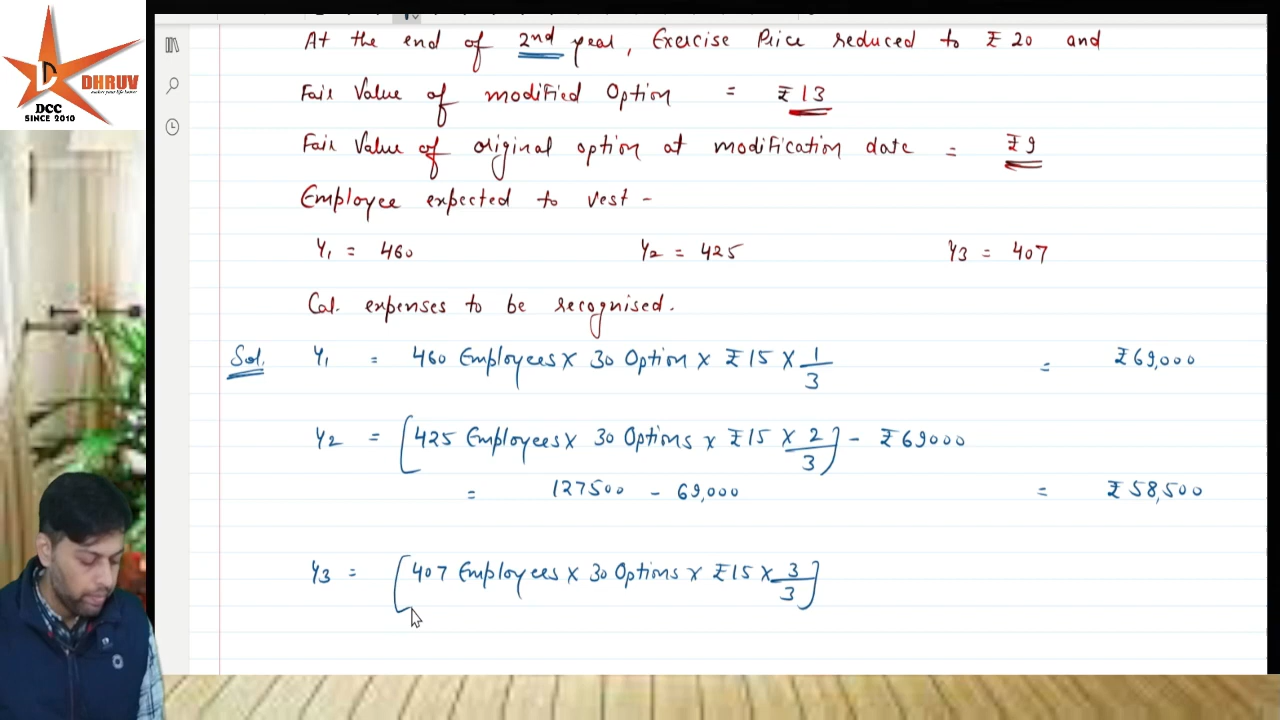 D
DHRUV
makes your life better
DCC
SINCE 2010
At the end of 2nd year, Exercise Price reduced to ₹ 20 and
Fair Value of modified Option = ₹ 13
Fair Value of original option at modification date = ₹ 9
Employee expected to vest -
Y1 = 460 Y2 = 425 Y3 = 407
Cal. expenses to be recognised.
Sol. Y1 = 460 Employees X 30 Option x ₹15 X 1/3 = ₹69,000
Y2 = [425 Employees x 30 Options x ₹15 x 2/3] - ₹69000
= 127500 - 69,000 = ₹58,500
Y3 = [407 Employees x 30 Options x ₹15 x 3/3]